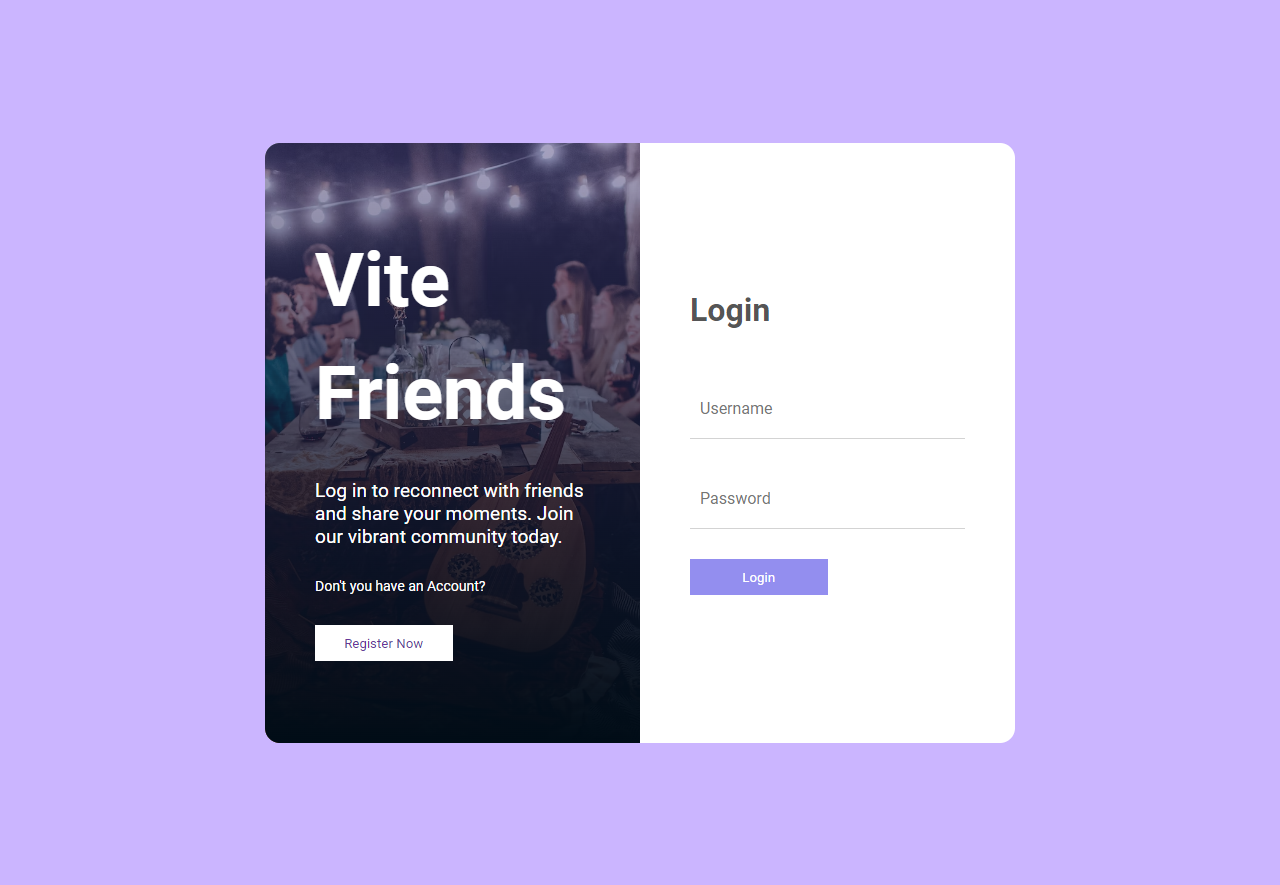 Vite
Friends
Log in to reconnect with friends
and share your moments. Join
our vibrant community today.
Don't you have an Account?
Register Now
Login
Username
Password
Login